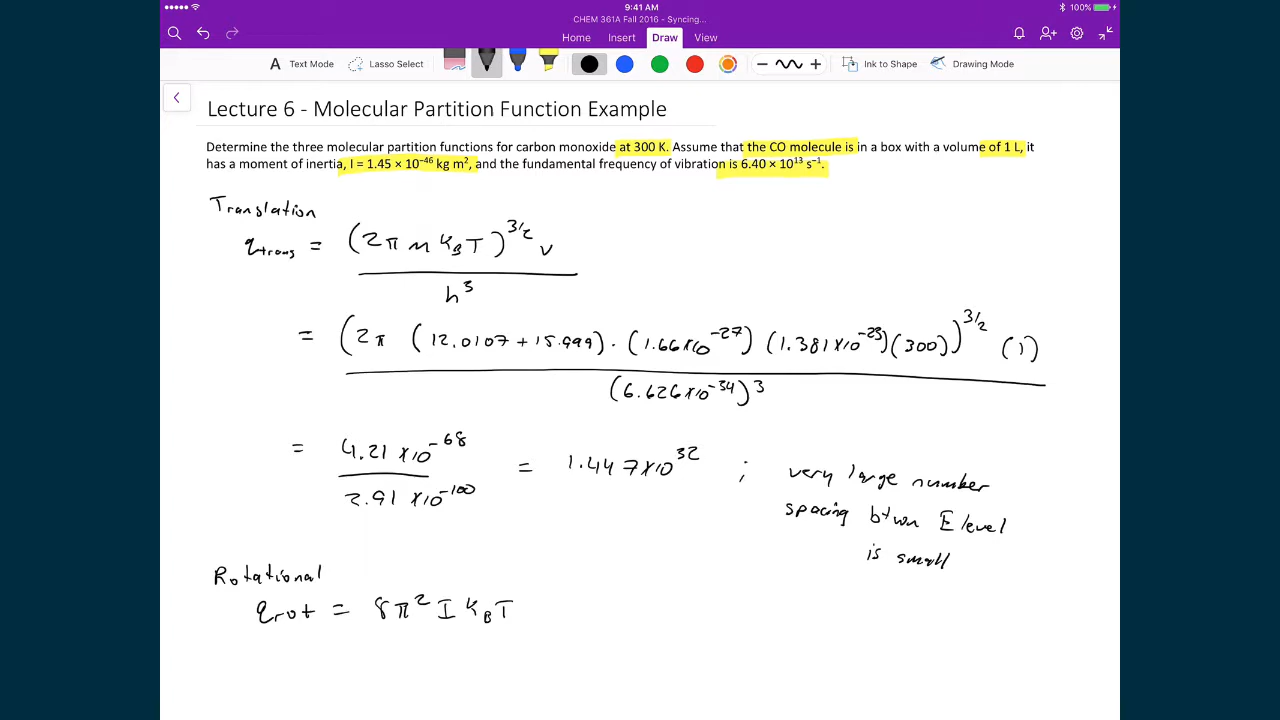 9:41 AM
100%
CHEM 361A Fall 2016 - Syncing...
Home Insert Draw View
A Text Mode Lasso Select Ink to Shape Drawing Mode
Lecture 6 - Molecular Partition Function Example
Determine the three molecular partition functions for carbon monoxide at 300 K. Assume that the CO molecule is in a box with a volume of 1 L, it
has a moment of inertia, I = 1.45 × 10⁻⁴⁶ kg m², and the fundamental frequency of vibration is 6.40 × 10¹³ s⁻¹.
Translation
q_trans = (2π m k_B T)^3/2 V
h³
= (2π (12.0107 + 15.999) · (1.66×10⁻²⁷) (1.381×10⁻²³)(300))^3/2 (1)
(6.626×10⁻³⁴)³
= 4.21 ×10⁻⁶⁸ = 1.447×10³² ; very large number
2.91 ×10⁻¹⁰⁰ spacing btwn E level
is small
Rotational
q_rot = 8π² I k_B T